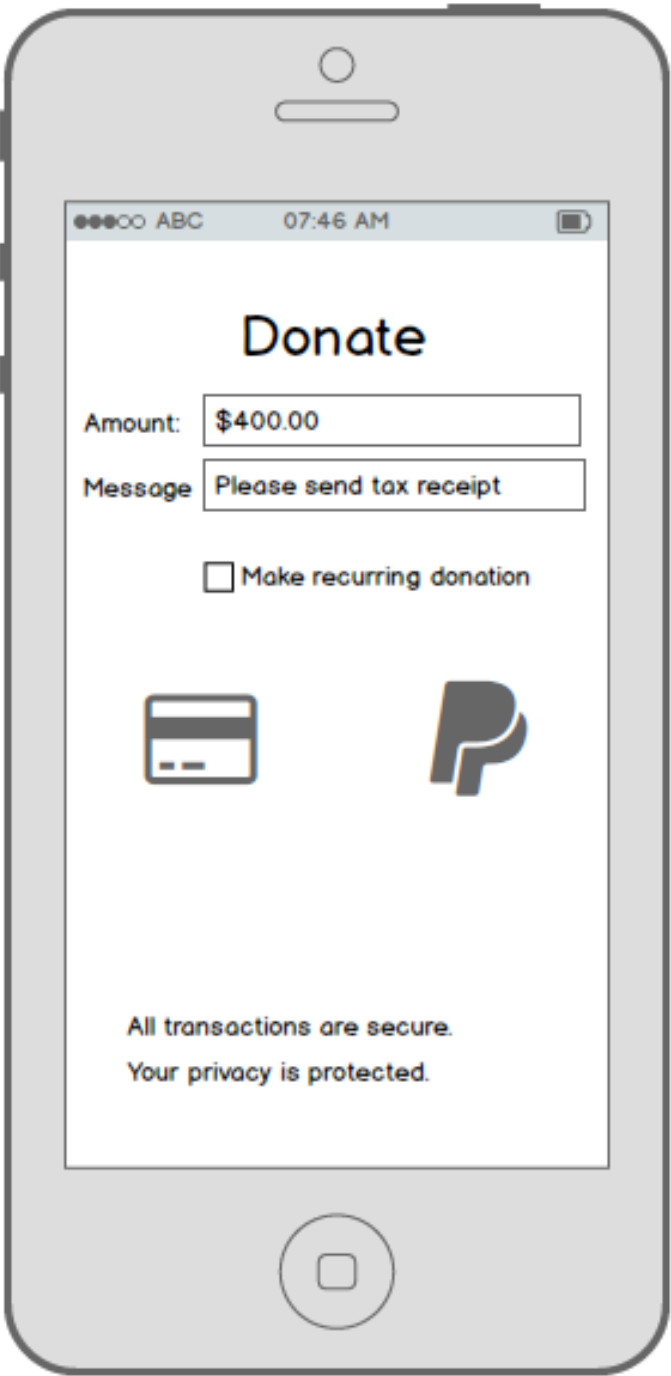 ABC 07:46 AM
Donate
Amount: $400.00
Message Please send tax receipt
Make recurring donation
All transactions are secure.
Your privacy is protected.